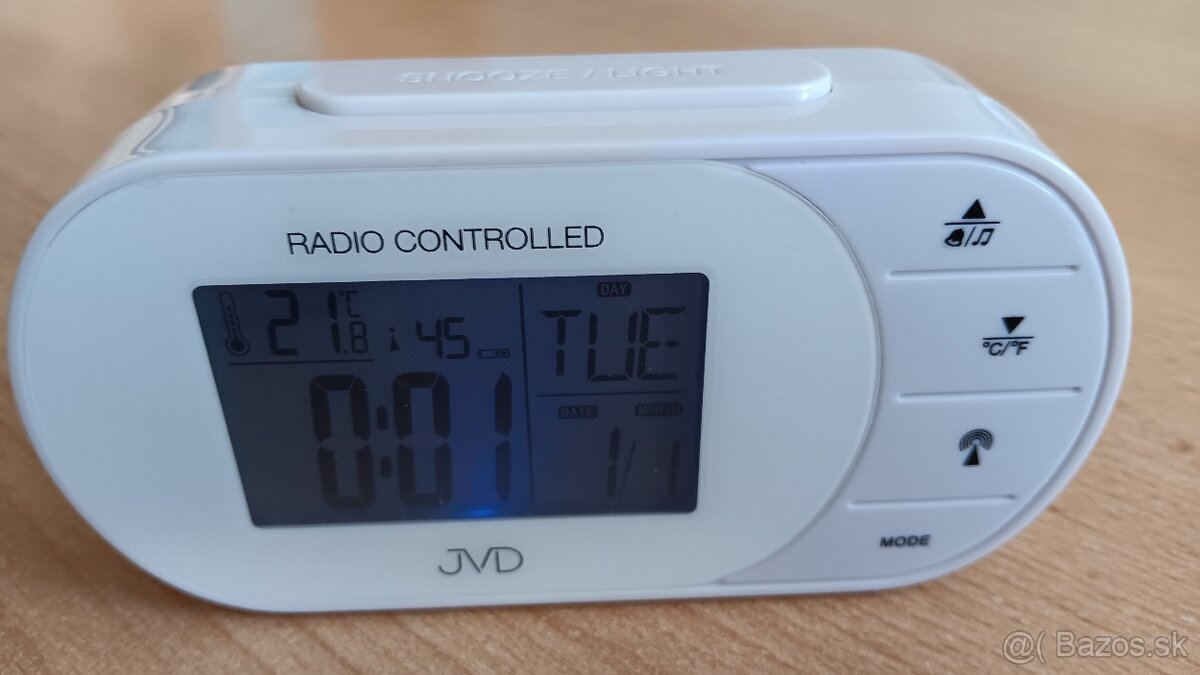 SNOOZE / LIGHT
RADIO CONTROLLED
21.8 °C
45
DAY
TUE
0:01
DATE MONTH
1/1
JVD
/♫
°C/°F
MODE
@( Bazos.sk